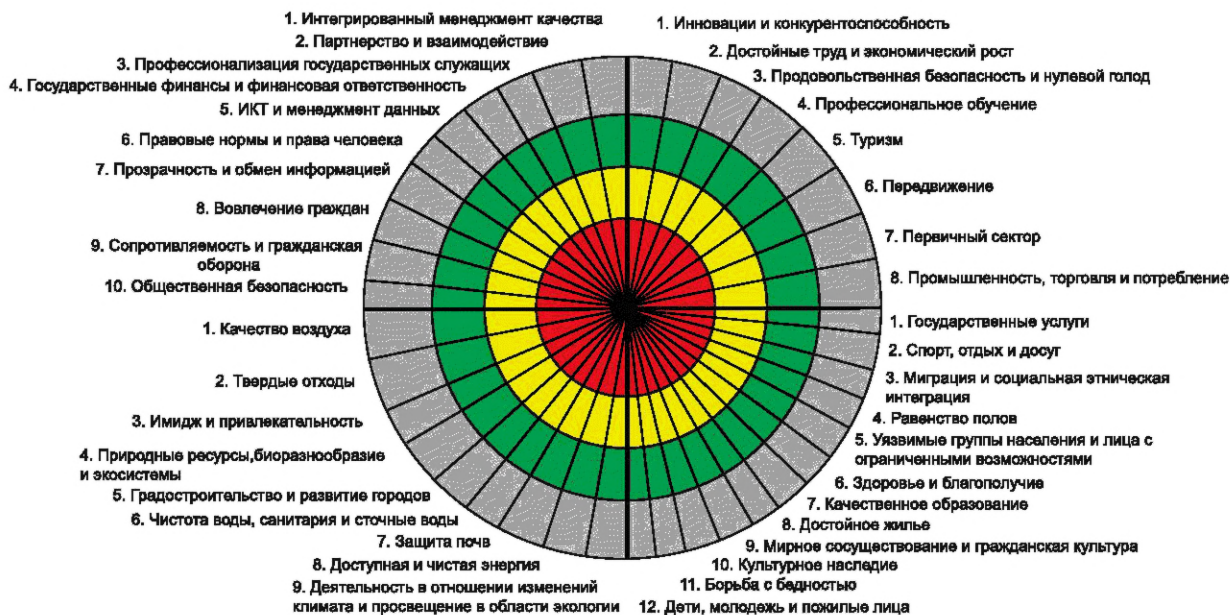 1. Интегрированный менеджмент качества
2. Партнерство и взаимодействие
3. Профессионализация государственных служащих
4. Государственные финансы и финансовая ответственность
5. ИКТ и менеджмент данных
6. Правовые нормы и права человека
7. Прозрачность и обмен информацией
8. Вовлечение граждан
9. Сопротивляемость и гражданская
оборона
10. Общественная безопасность
1. Качество воздуха
2. Твердые отходы
3. Имидж и привлекательность
4. Природные ресурсы,биоразнообразие
и экосистемы
5. Градостроительство и развитие городов
6. Чистота воды, санитария и сточные воды
7. Защита почв
8. Доступная и чистая энергия
9. Деятельность в отношении изменений
климата и просвещение в области экологии
1. Инновации и конкурентоспособность
2. Достойные труд и экономический рост
3. Продовольственная безопасность и нулевой голод
4. Профессиональное обучение
5. Туризм
6. Передвижение
7. Первичный сектор
8. Промышленность, торговля и потребление
1. Государственные услуги
2. Спорт, отдых и досуг
3. Миграция и социальная этническая
интеграция
4. Равенство полов
5. Уязвимые группы населения и лица с
ограниченными возможностями
6. Здоровье и благополучие
7. Качественное образование
8. Достойное жилье
9. Мирное сосуществование и гражданская культура
10. Культурное наследие
11. Борьба с бедностью
12. Дети, молодежь и пожилые лица